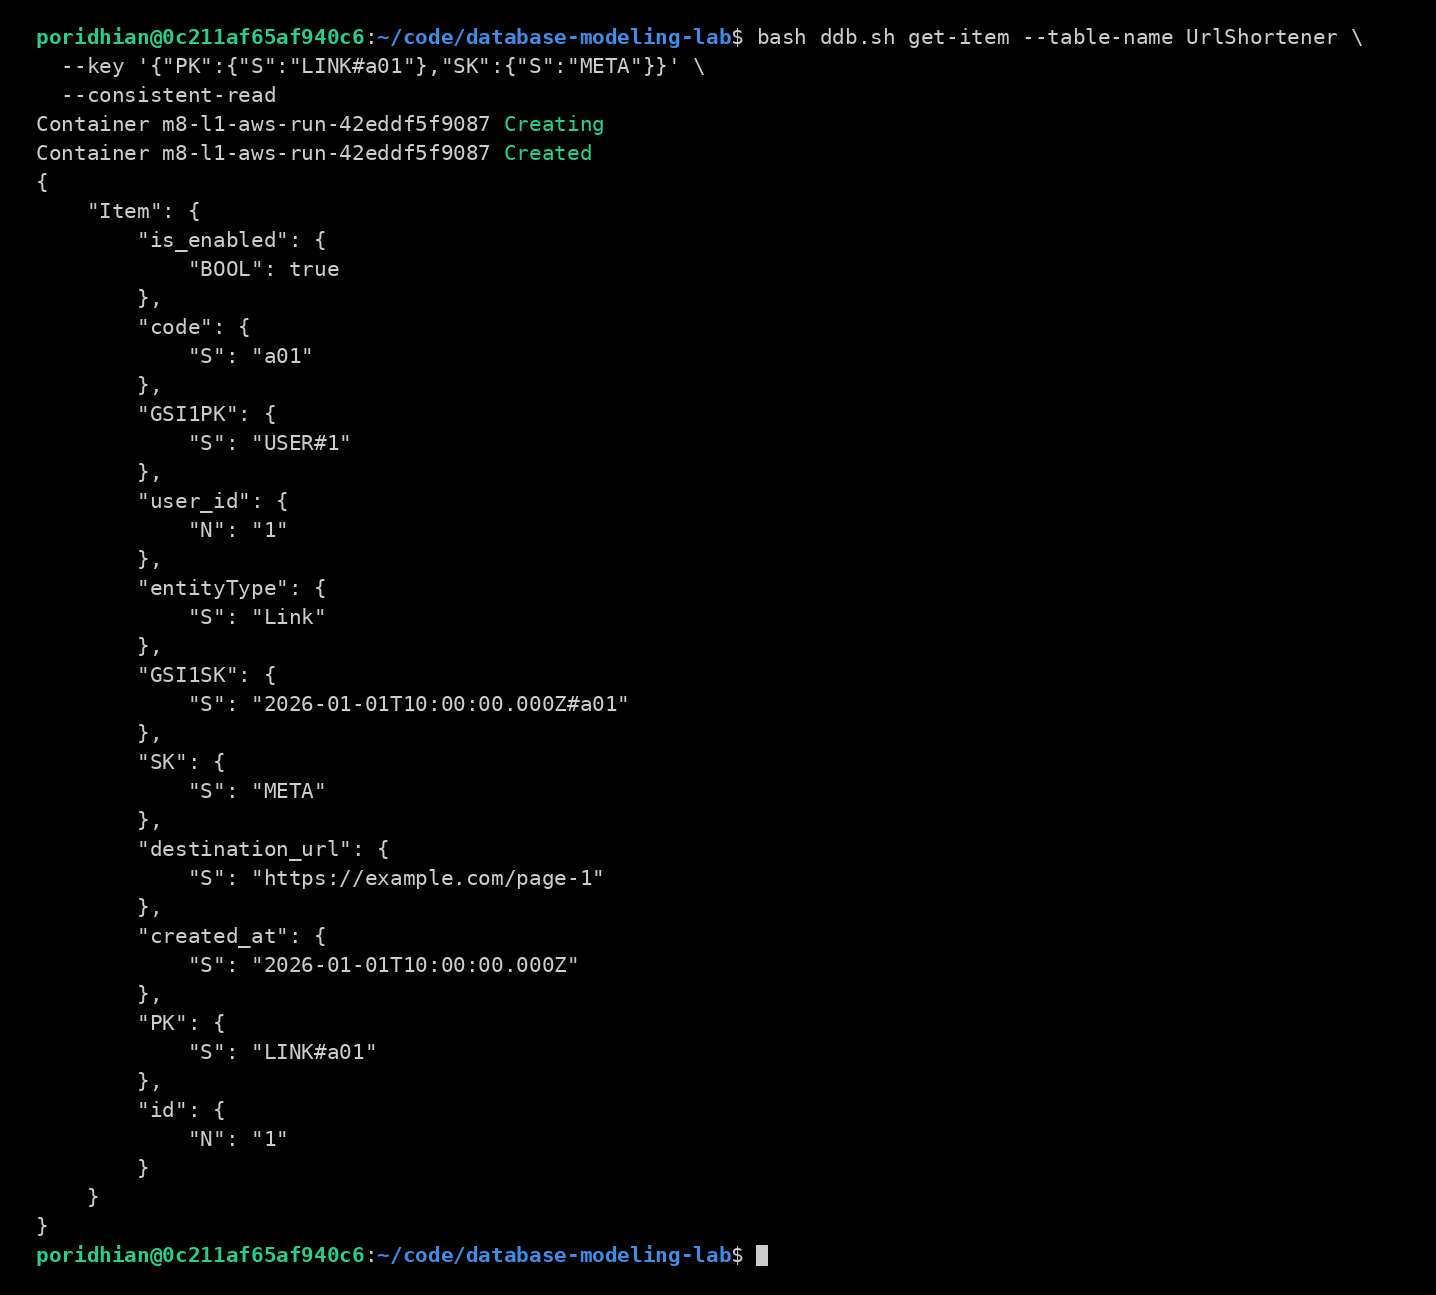 poridhian@0c211af65af940c6:~/code/database-modeling-lab$ bash ddb.sh get-item --table-name UrlShortener \
  --key '{"PK":{"S":"LINK#a01"},"SK":{"S":"META"}}' \
  --consistent-read
Container m8-l1-aws-run-42eddf5f9087 Creating
Container m8-l1-aws-run-42eddf5f9087 Created
{
    "Item": {
        "is_enabled": {
            "BOOL": true
        },
        "code": {
            "S": "a01"
        },
        "GSI1PK": {
            "S": "USER#1"
        },
        "user_id": {
            "N": "1"
        },
        "entityType": {
            "S": "Link"
        },
        "GSI1SK": {
            "S": "2026-01-01T10:00:00.000Z#a01"
        },
        "SK": {
            "S": "META"
        },
        "destination_url": {
            "S": "https://example.com/page-1"
        },
        "created_at": {
            "S": "2026-01-01T10:00:00.000Z"
        },
        "PK": {
            "S": "LINK#a01"
        },
        "id": {
            "N": "1"
        }
    }
}
poridhian@0c211af65af940c6:~/code/database-modeling-lab$